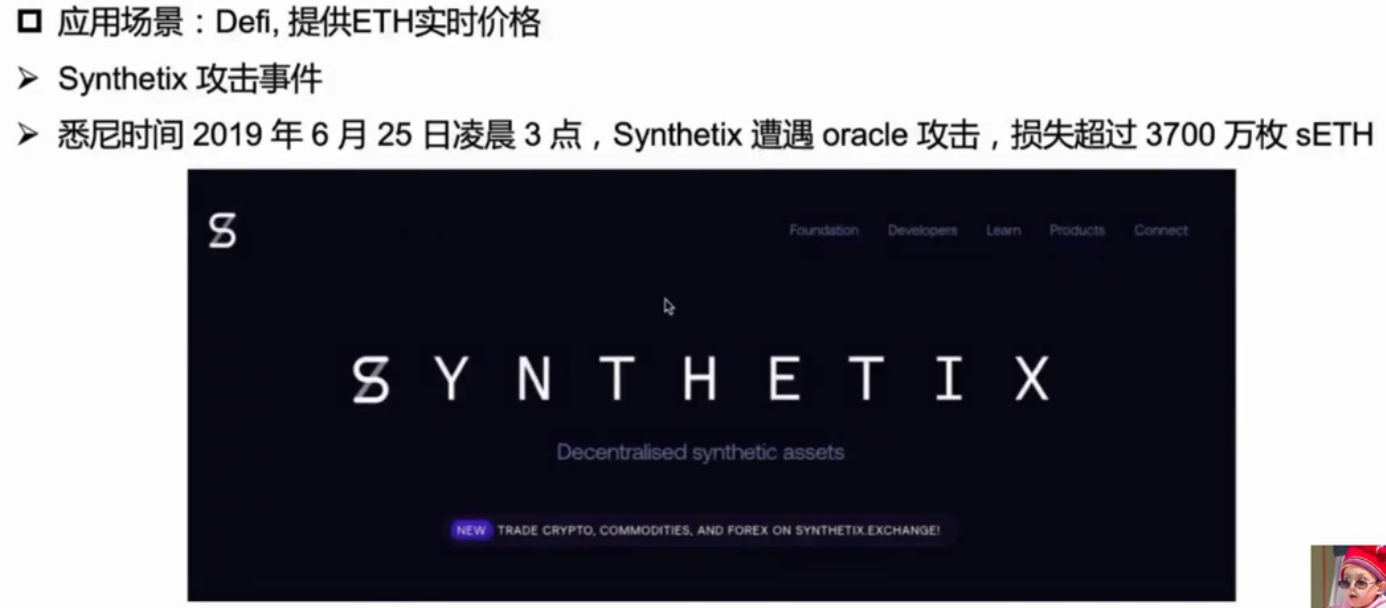 应用场景：Defi, 提供ETH实时价格
Synthetix 攻击事件
悉尼时间 2019 年 6 月 25 日凌晨 3 点，Synthetix 遭遇 oracle 攻击，损失超过 3700 万枚 sETH
S
Foundation Developers Learn Products Connect
SYNTHETIX
Decentralised synthetic assets
NEW TRADE CRYPTO, COMMODITIES, AND FOREX ON SYNTHETIX.EXCHANGE!